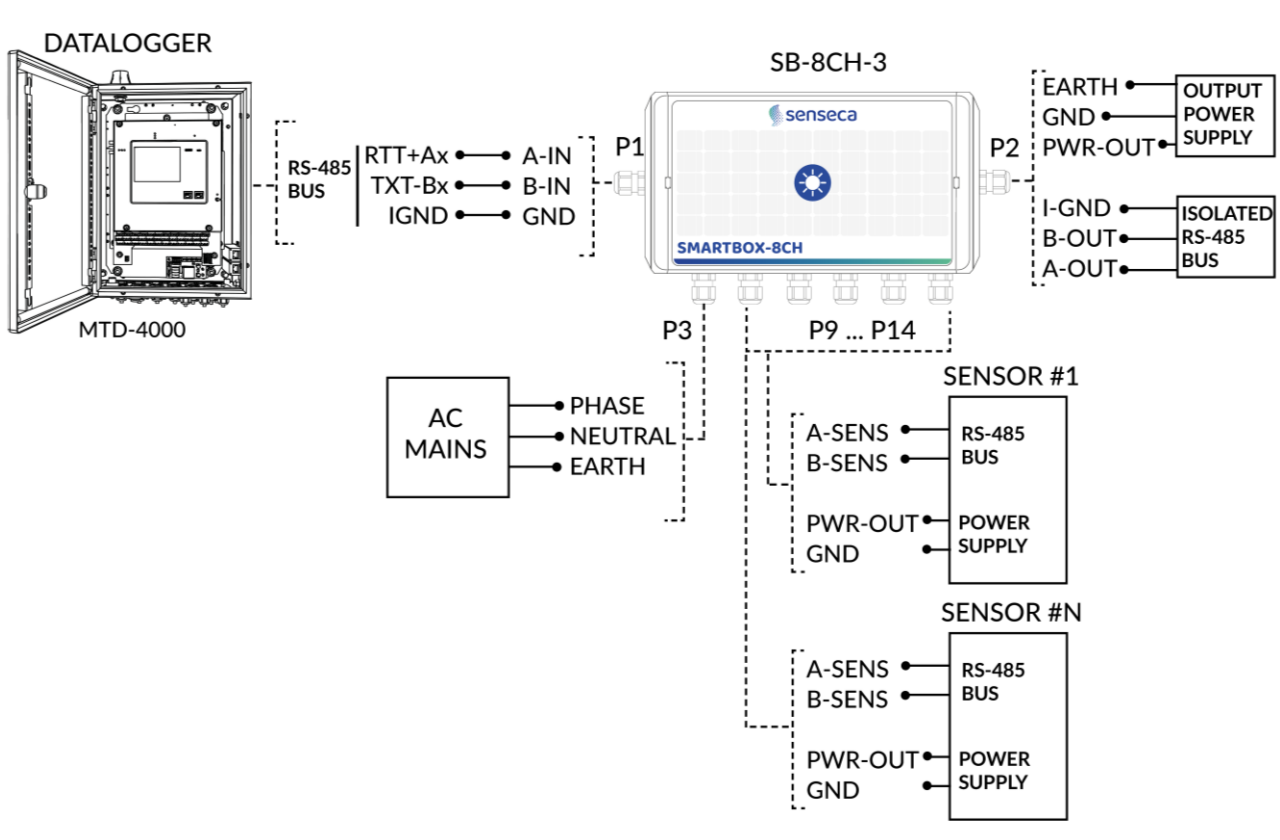 DATALOGGER
MTD-4000
RS-485
BUS
RTT+Ax
TXT-Bx
IGND
A-IN
B-IN
GND
P1
SB-8CH-3
senseca
SMARTBOX-8CH
P2
EARTH
GND
PWR-OUT
OUTPUT
POWER
SUPPLY
I-GND
B-OUT
A-OUT
ISOLATED
RS-485
BUS
P3
P9 ... P14
AC
MAINS
PHASE
NEUTRAL
EARTH
SENSOR #1
A-SENS
B-SENS
RS-485
BUS
PWR-OUT
GND
POWER
SUPPLY
SENSOR #N
A-SENS
B-SENS
RS-485
BUS
PWR-OUT
GND
POWER
SUPPLY